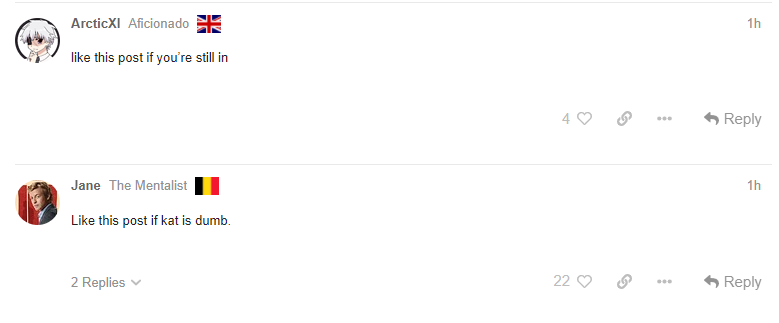 ArcticXI Aficionado 1h
like this post if you're still in
4 Reply
Jane The Mentalist 1h
Like this post if kat is dumb.
2 Replies 22 Reply